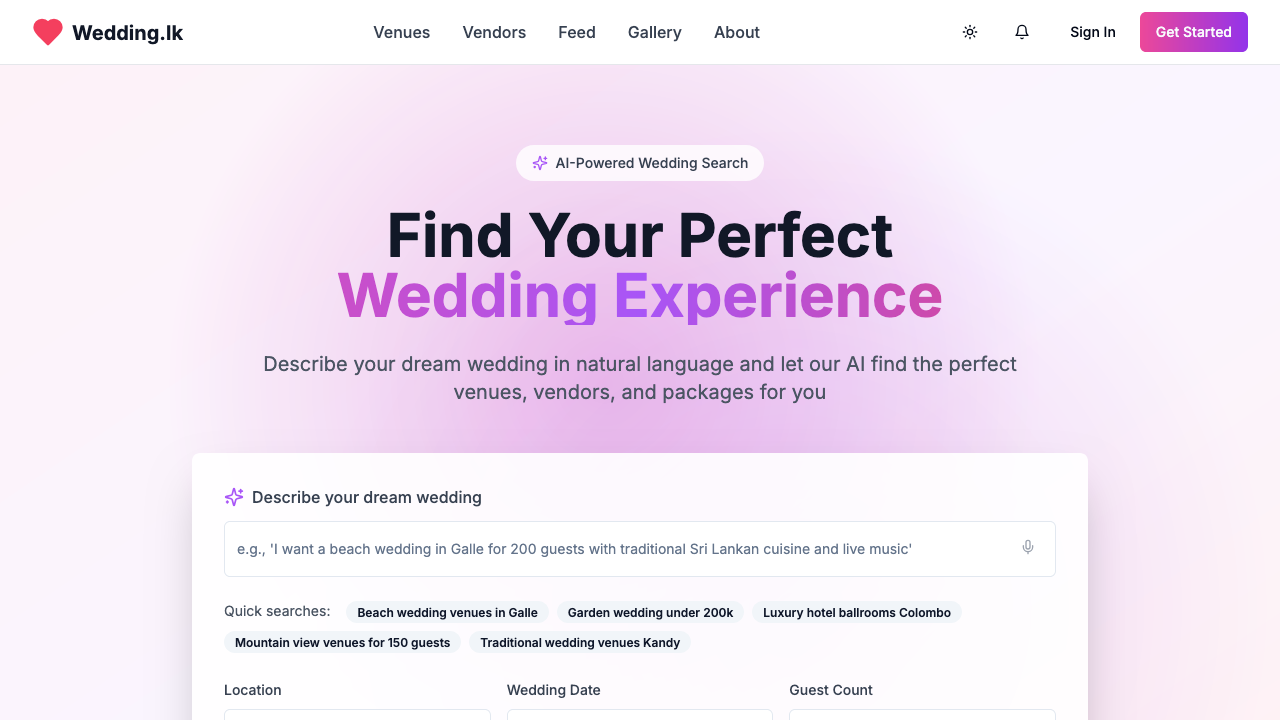 Wedding.lk
Venues
Vendors
Feed
Gallery
About
Sign In
Get Started
AI-Powered Wedding Search
Find Your Perfect
Wedding Experience
Describe your dream wedding in natural language and let our AI find the perfect
venues, vendors, and packages for you
Describe your dream wedding
e.g., 'I want a beach wedding in Galle for 200 guests with traditional Sri Lankan cuisine and live music'
Quick searches:
Beach wedding venues in Galle
Garden wedding under 200k
Luxury hotel ballrooms Colombo
Mountain view venues for 150 guests
Traditional wedding venues Kandy
Location
Wedding Date
Guest Count